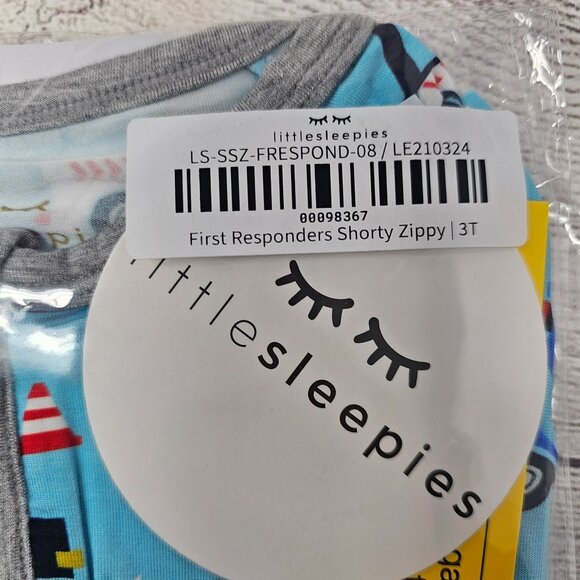 littlesleepies
LS-SSZ-FRESPOND-08 / LE210324
00098367
First Responders Shorty Zippy | 3T
littlesleepies